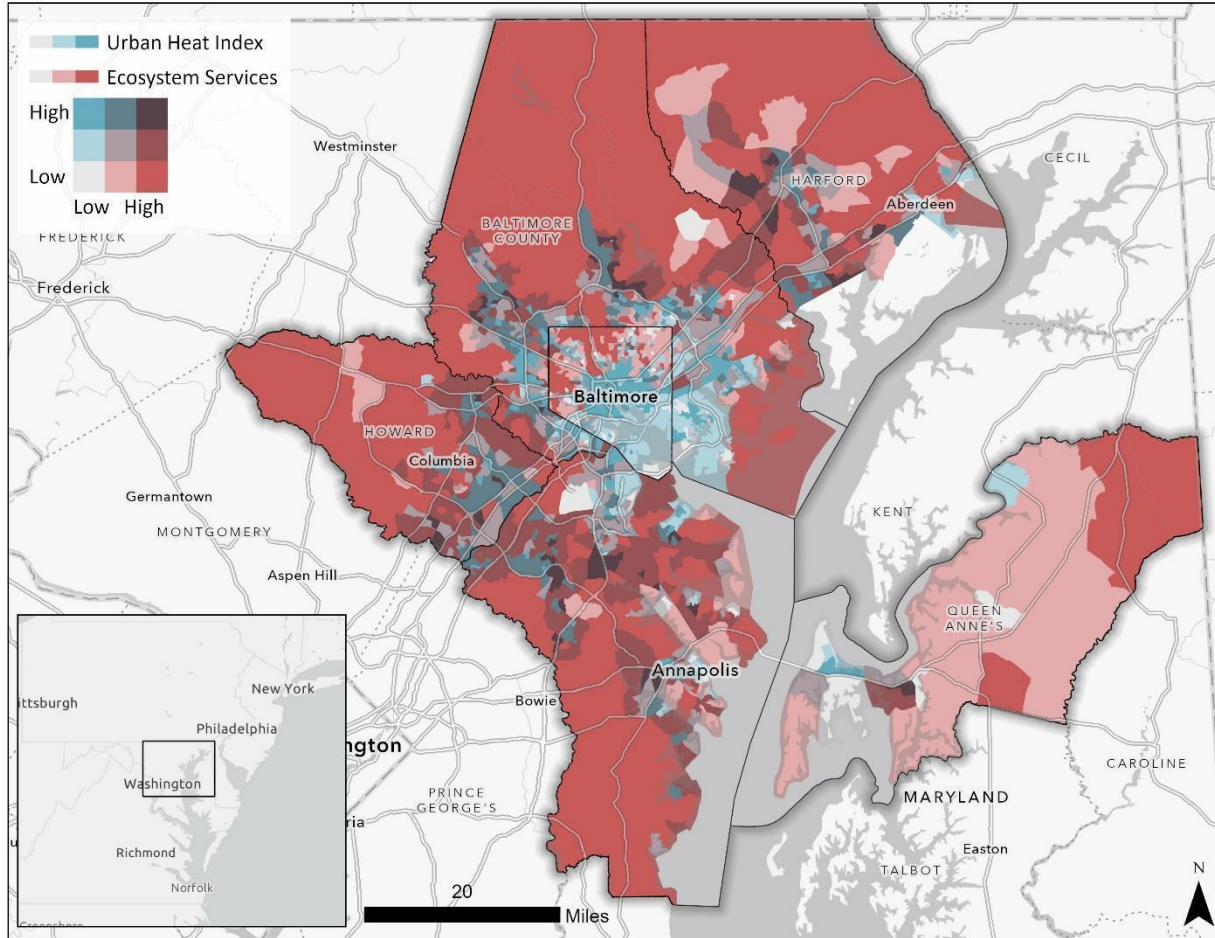 Urban Heat Index
Ecosystem Services
High
Low
Low High
Westminster
FREDERICK
Frederick
BALTIMORE
COUNTY
HARFORD
CECIL
Aberdeen
Baltimore
HOWARD
Columbia
Germantown
MONTGOMERY
Aspen Hill
KENT
QUEEN
ANNE'S
Annapolis
Bowie
ngton
PRINCE
GEORGE'S
ria
MARYLAND
CAROLINE
Easton
TALBOT
ittsburgh
New York
Philadelphia
Washington
Richmond
Norfolk
20
Miles
N